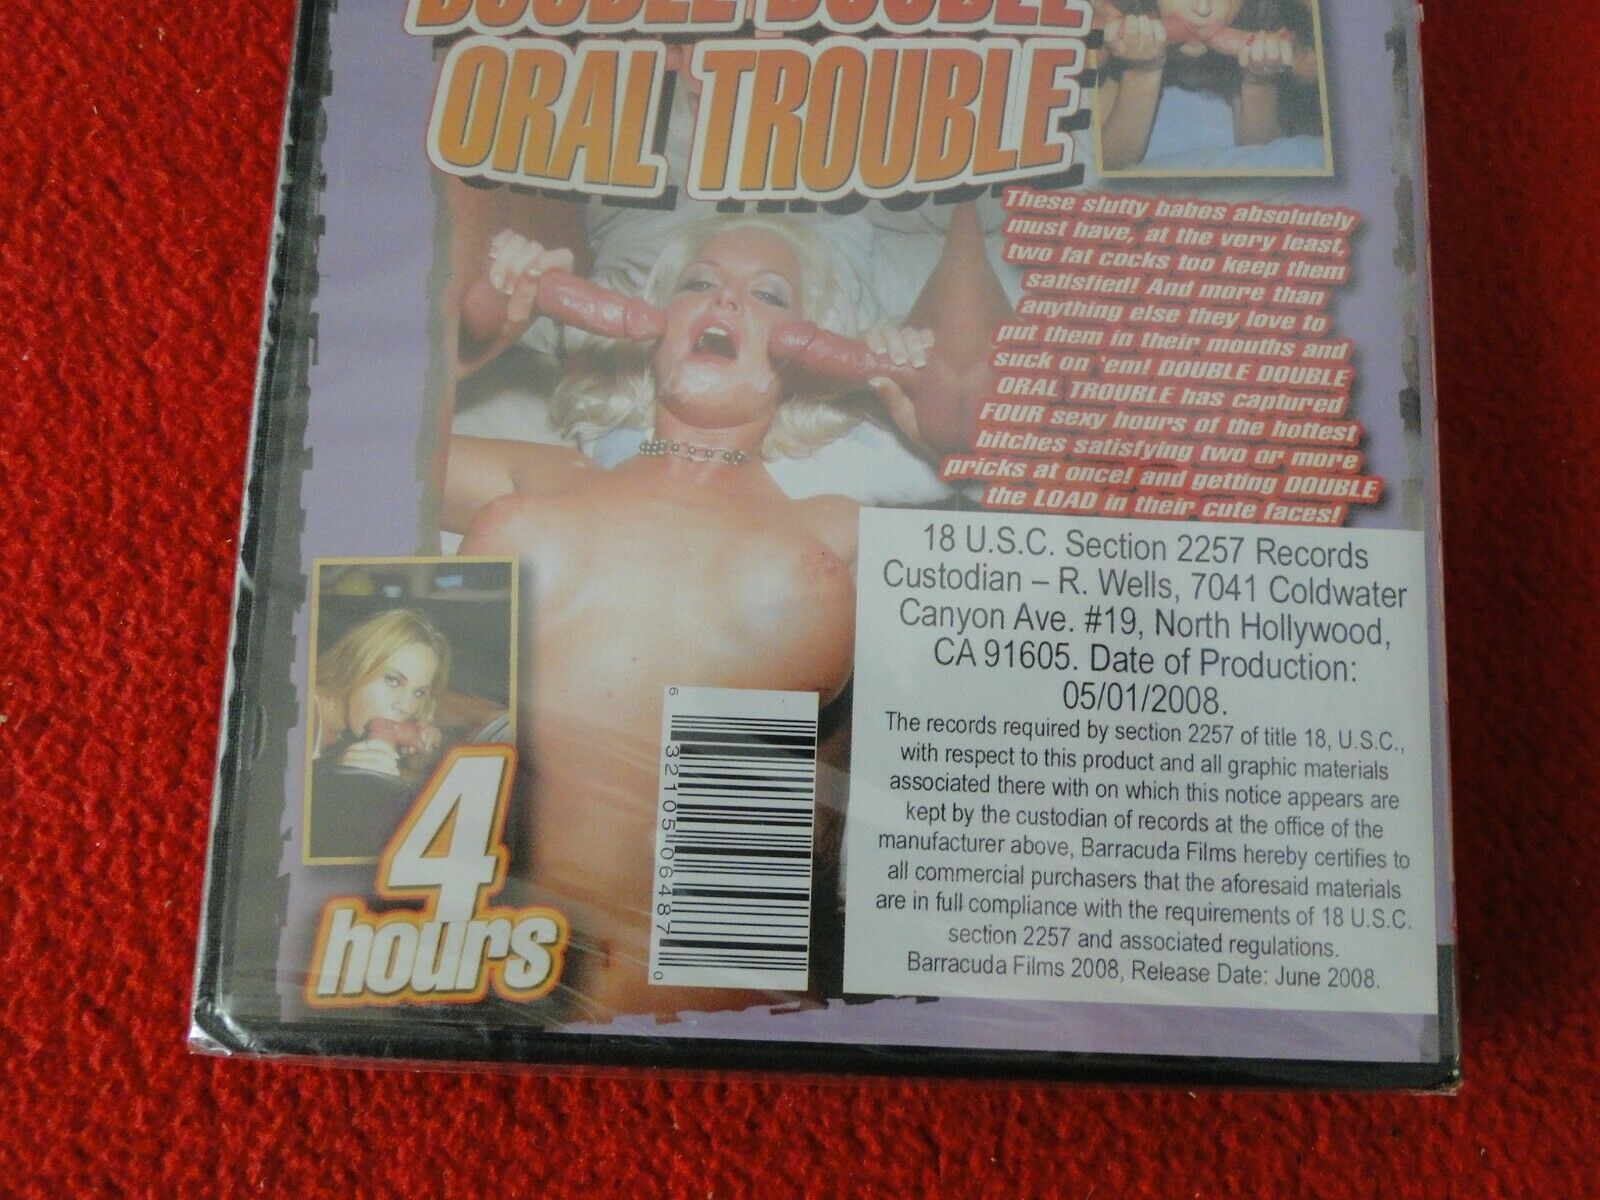 DOUBLE DOUBLE
ORAL TROUBLE
These slutty babes absolutely
must have, at the very least,
two fat cocks too keep them
satisfied! And more than
anything else they love to
put them in their mouths and
suck on 'em! DOUBLE DOUBLE
ORAL TROUBLE has captured
FOUR sexy hours of the hottest
bitches satisfying two or more
pricks at once! and getting DOUBLE
the LOAD in their cute faces!
18 U.S.C. Section 2257 Records
Custodian – R. Wells, 7041 Coldwater
Canyon Ave. #19, North Hollywood,
CA 91605. Date of Production:
05/01/2008.
The records required by section 2257 of title 18, U.S.C.,
with respect to this product and all graphic materials
associated there with on which this notice appears are
kept by the custodian of records at the office of the
manufacturer above, Barracuda Films hereby certifies to
all commercial purchasers that the aforesaid materials
are in full compliance with the requirements of 18 U.S.C.
section 2257 and associated regulations.
Barracuda Films 2008, Release Date: June 2008.
4
hours
6 32105 06487 0